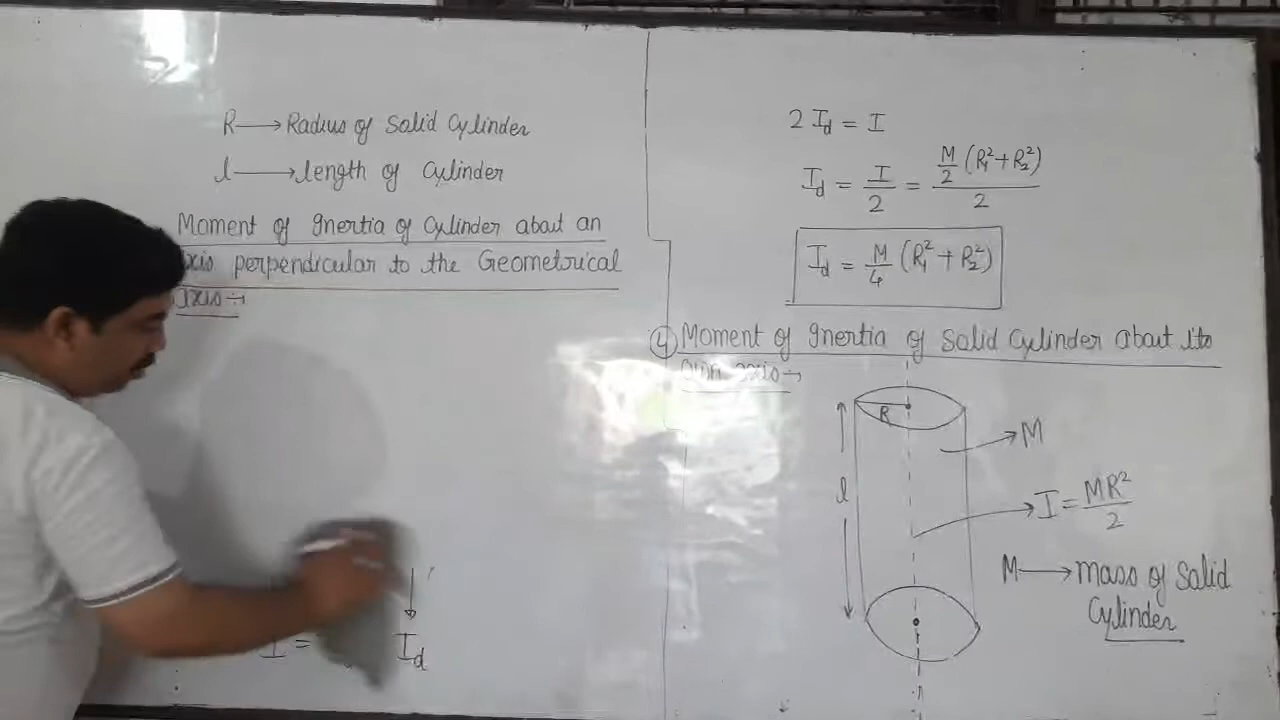 R → Radius of Solid Cylinder
l → length of Cylinder
Moment of Inertia of Cylinder about an
xis perpendicular to the Geometrical
xis :-
I =
I_d
2 I_d = I
I_d = I/2 = M/2 (R₁² + R₂²)/2
I_d = M/4 (R₁² + R₂²)
④ Moment of Inertia of Solid Cylinder about its
own axis :-
R
M
l
I = MR²/2
M → mass of Solid
Cylinder